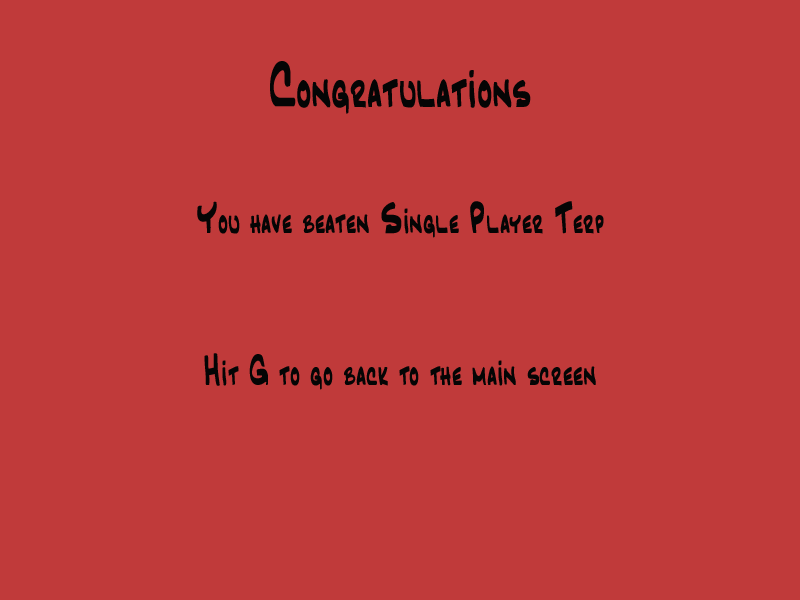 Congratulations
You have beaten Single Player Terp
Hit G to go back to the main screen